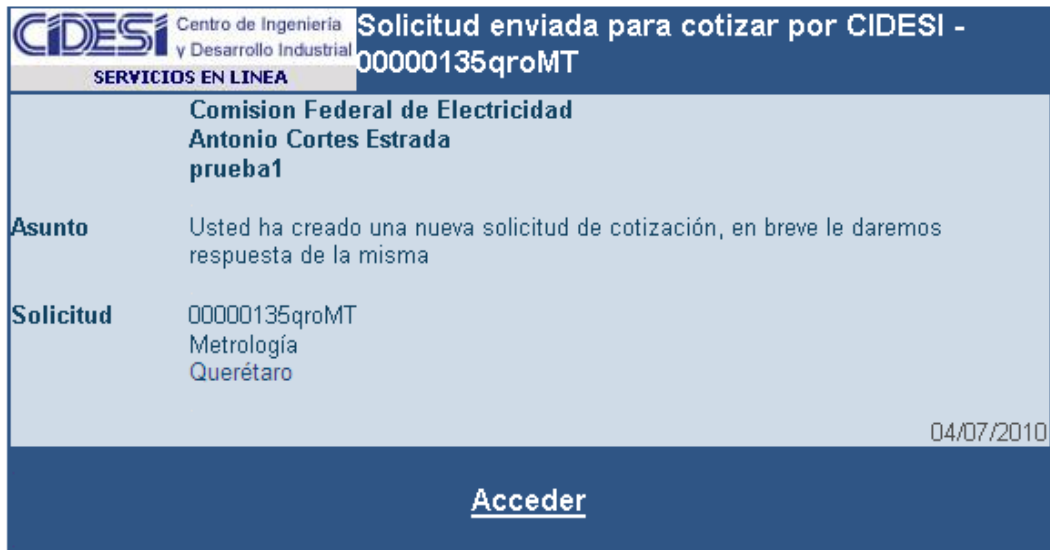 CIDESI Centro de Ingeniería
y Desarrollo Industrial
SERVICIOS EN LINEA
Solicitud enviada para cotizar por CIDESI -
00000135qroMT
Comision Federal de Electricidad
Antonio Cortes Estrada
prueba1
Asunto Usted ha creado una nueva solicitud de cotización, en breve le daremos
respuesta de la misma
Solicitud 00000135qroMT
Metrología
Querétaro
04/07/2010
Acceder